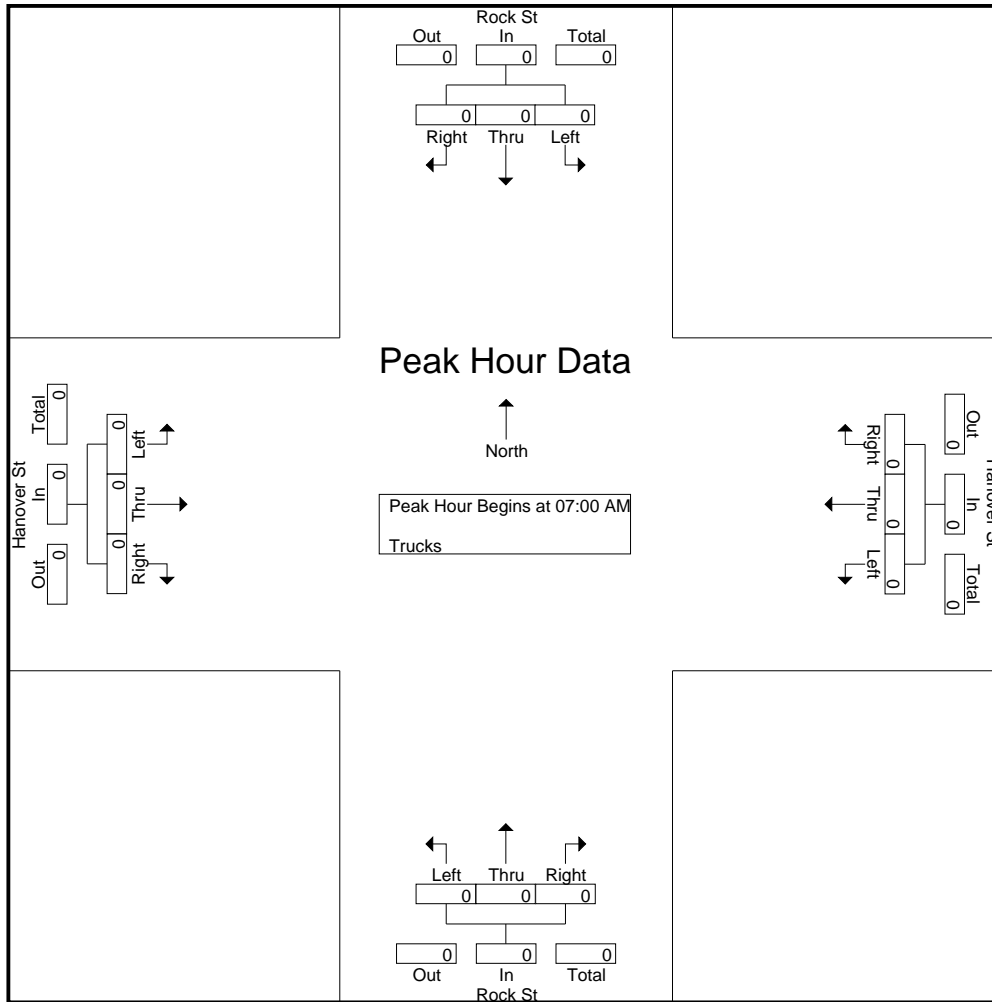 Rock St
Out In Total
0 0 0
0 0 0
Right Thru Left
Peak Hour Data
North
Peak Hour Begins at 07:00 AM
Trucks
Hanover St
Total In Out
0 0 0
0 0 0
Left Thru Right
Right Thru Left
0 0 0
0 0 0
Out In Total
Hanover St
Left Thru Right
0 0 0
0 0 0
Out In Total
Rock St